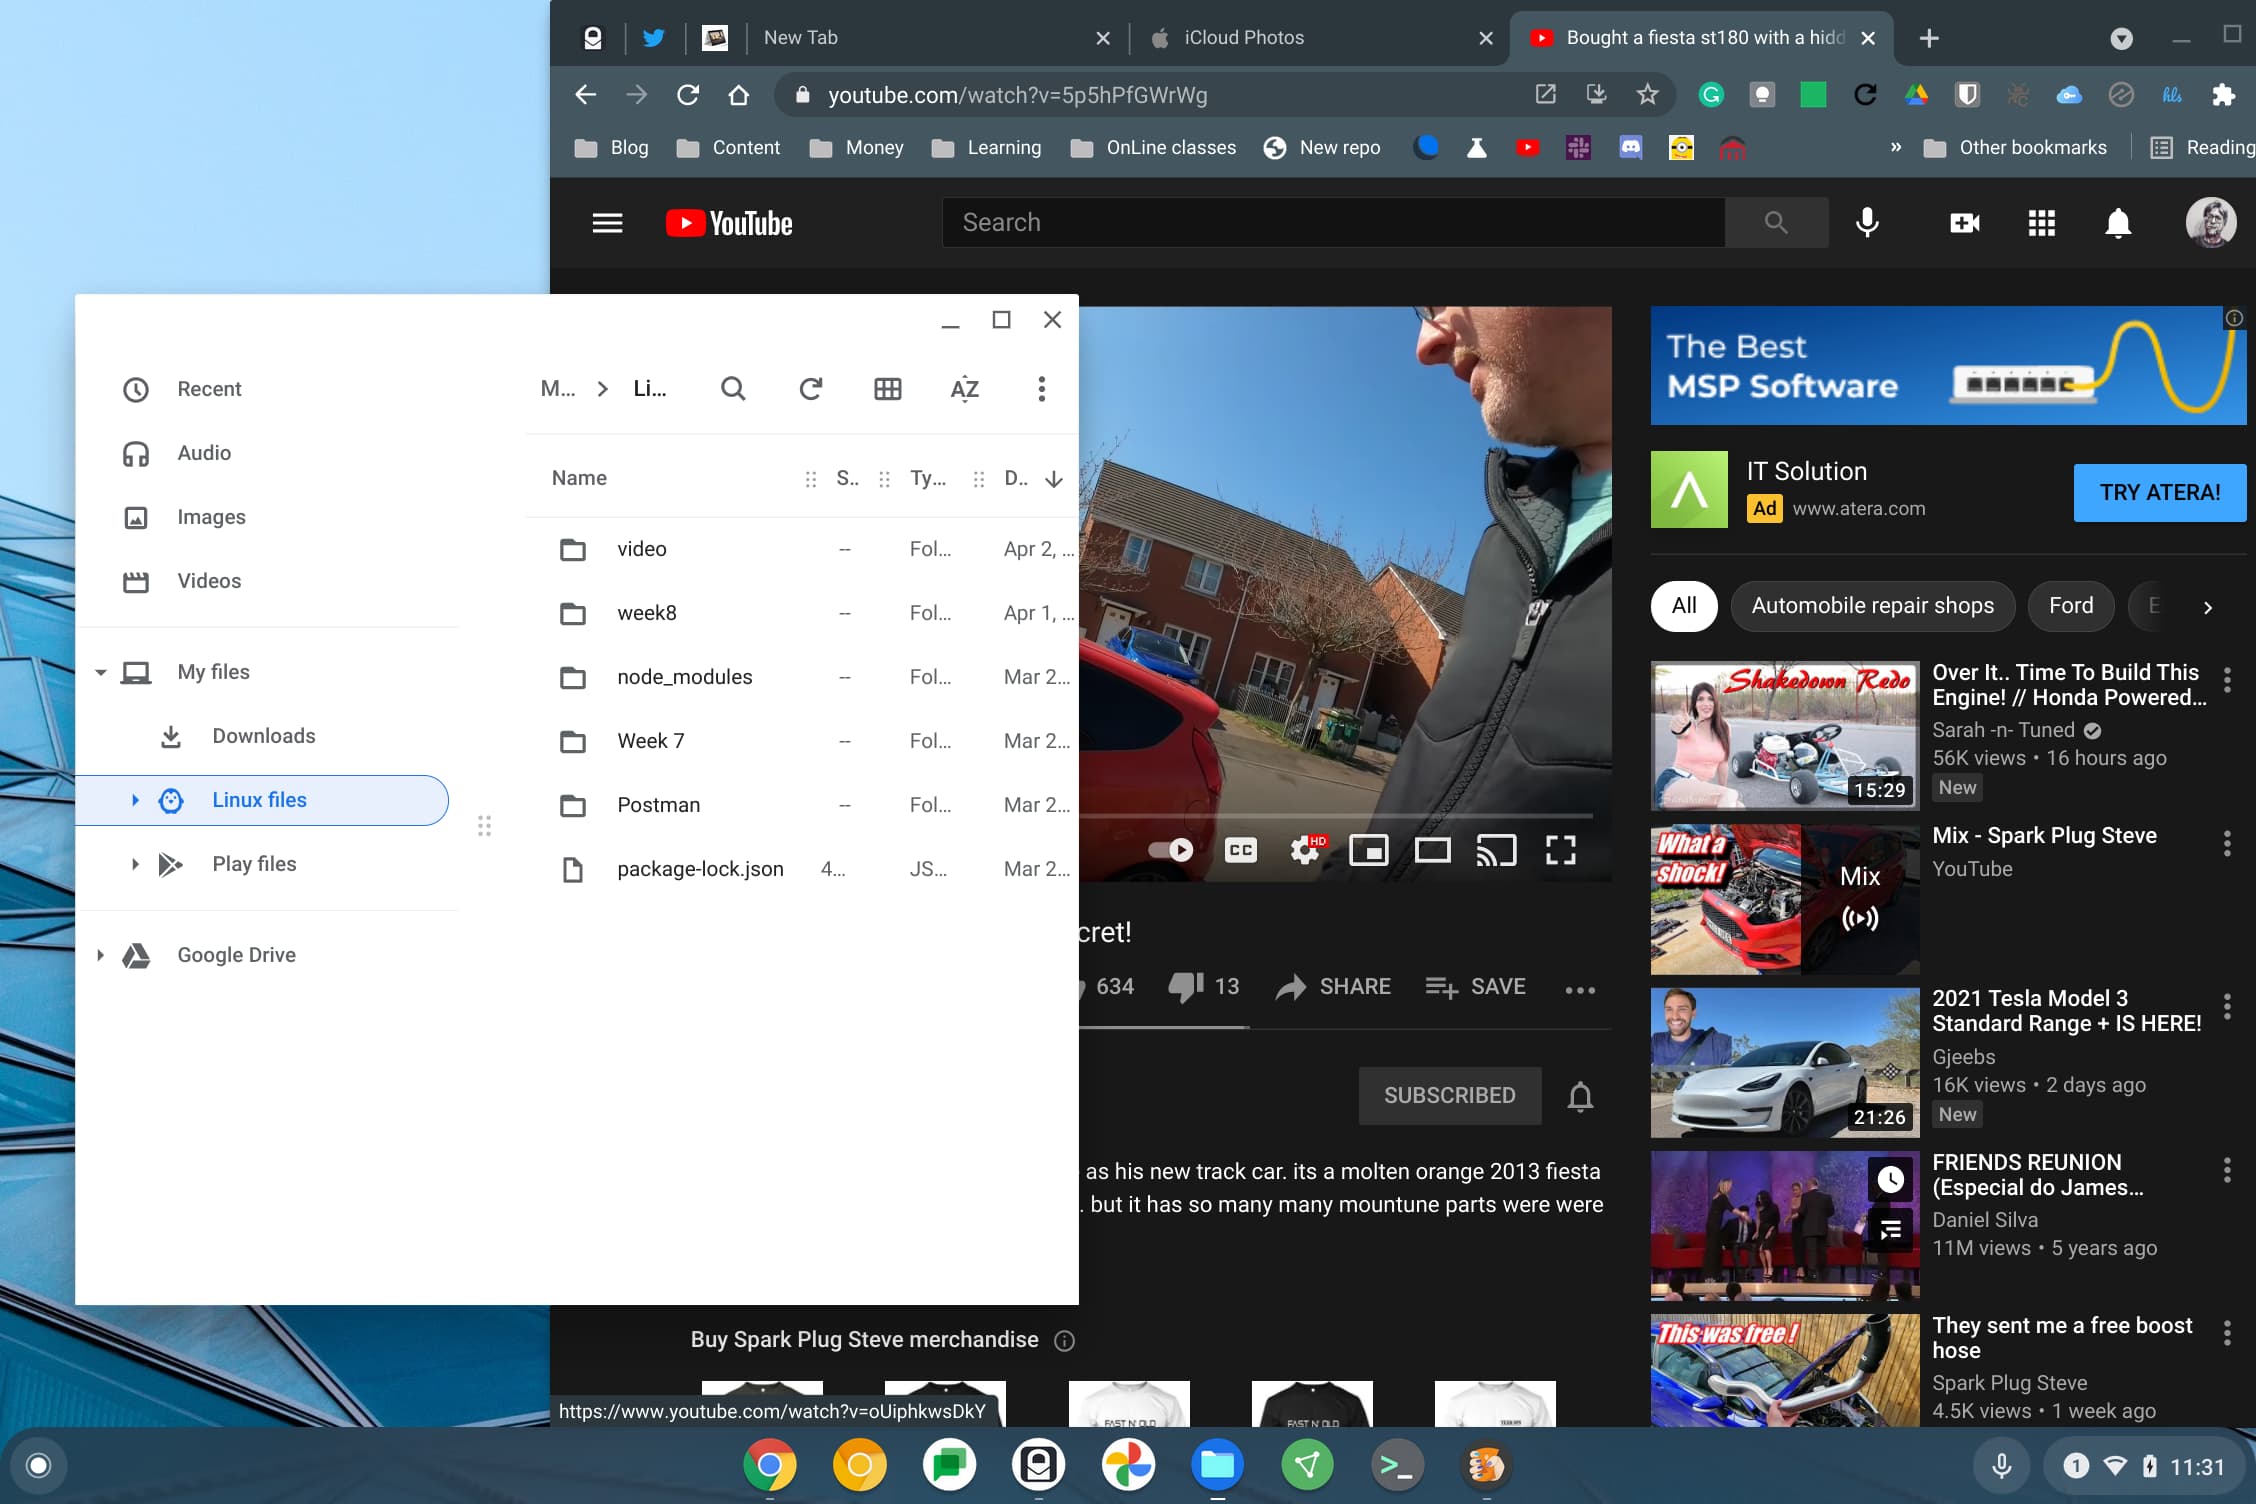 New Tab
iCloud Photos
Bought a fiesta st180 with a hidd
youtube.com/watch?v=5p5hPfGWrWg
hls
Blog
Content
Money
Learning
OnLine classes
New repo
»
Other bookmarks
Reading
YouTube
Search
Recent
Audio
Images
Videos
My files
Downloads
Linux files
Play files
Google Drive
M... > Li...
AZ
Name S.. Ty... D..
video -- Fol... Apr 2, ...
week8 -- Fol... Apr 1, ...
node_modules -- Fol... Mar 2...
Week 7 -- Fol... Mar 2...
Postman -- Fol... Mar 2...
package-lock.json 4... JS... Mar 2...
CC
HD
cret!
634 13 SHARE SAVE
SUBSCRIBED
as his new track car. its a molten orange 2013 fiesta
. but it has so many many mountune parts were were
Buy Spark Plug Steve merchandise
FAST N' OLD
FAST N' OLD
https://www.youtube.com/watch?v=oUiphkwsDkY
The Best
MSP Software
IT Solution
Ad www.atera.com
TRY ATERA!
All
Automobile repair shops
Ford
E
Shakedown Redo
15:29
Over It.. Time To Build This
Engine! // Honda Powered...
Sarah -n- Tuned
56K views • 16 hours ago
New
What a
shock!
Mix
Mix - Spark Plug Steve
YouTube
21:26
2021 Tesla Model 3
Standard Range + IS HERE!
Gjeebs
16K views • 2 days ago
New
FRIENDS REUNION
(Especial do James...
Daniel Silva
11M views • 5 years ago
This was free !
They sent me a free boost
hose
Spark Plug Steve
4.5K views • 1 week ago
1
11:31